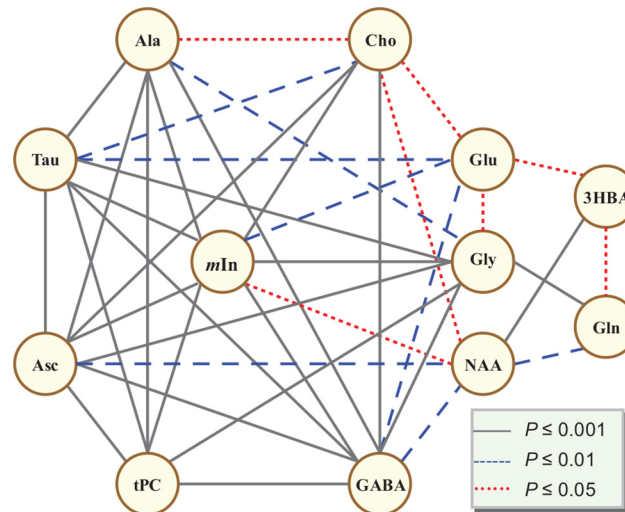 Ala
Cho
Tau
Glu
3HBA
mIn
Gly
Gln
Asc
NAA
tPC
GABA
P ≤ 0.001
P ≤ 0.01
P ≤ 0.05